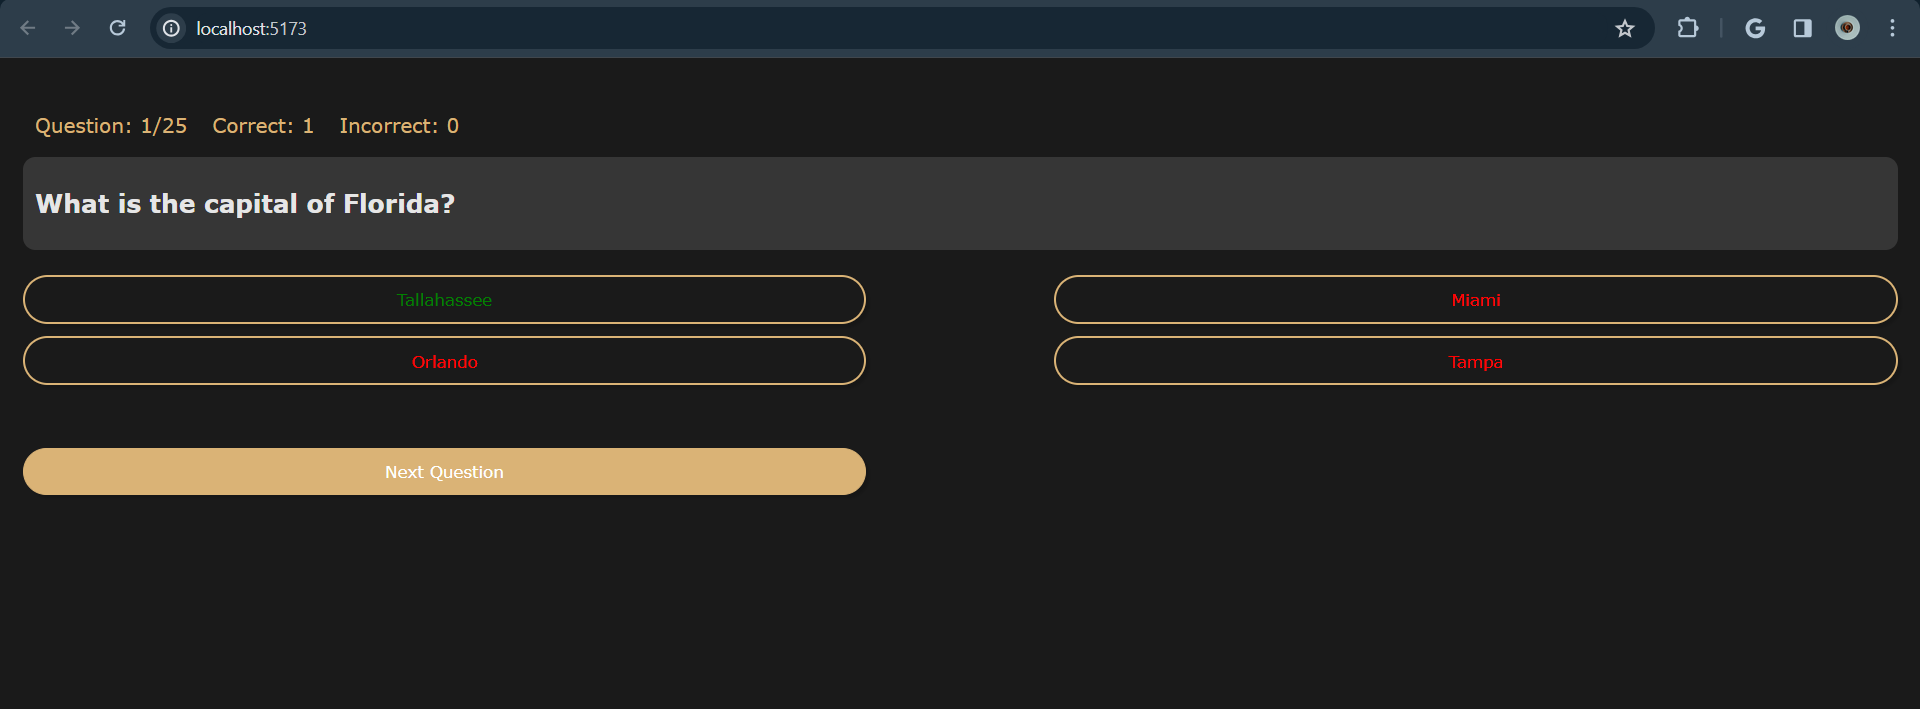 localhost:5173
Question: 1/25 Correct: 1 Incorrect: 0
What is the capital of Florida?
Tallahassee Miami
Orlando Tampa
Next Question